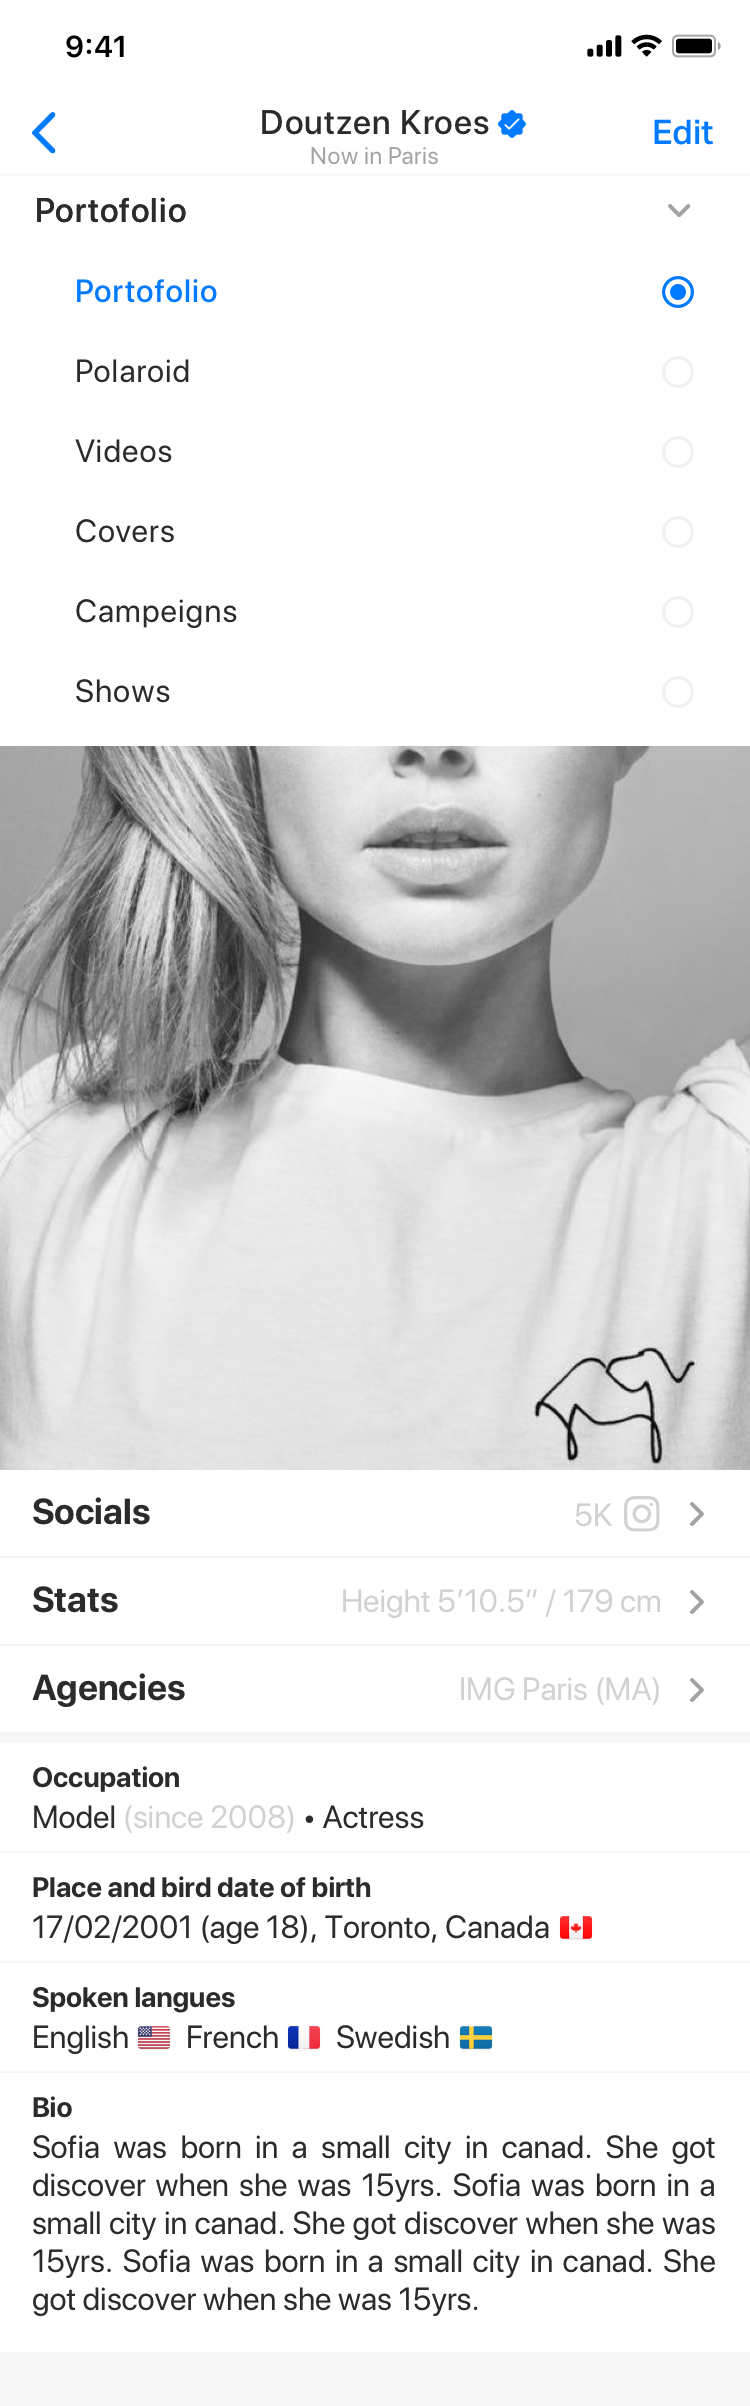 9:41
Doutzen Kroes
Now in Paris
Edit
Portofolio
Portofolio
Polaroid
Videos
Covers
Campeigns
Shows
Socials 5K
Stats Height 5′10.5″ / 179 cm
Agencies IMG Paris (MA)
Occupation
Model (since 2008) • Actress
Place and bird date of birth
17/02/2001 (age 18), Toronto, Canada 🇨🇦
Spoken langues
English 🇺🇸 French 🇫🇷 Swedish 🇸🇪
Bio
Sofia was born in a small city in canad. She got
discover when she was 15yrs. Sofia was born in a
small city in canad. She got discover when she was
15yrs. Sofia was born in a small city in canad. She
got discover when she was 15yrs.